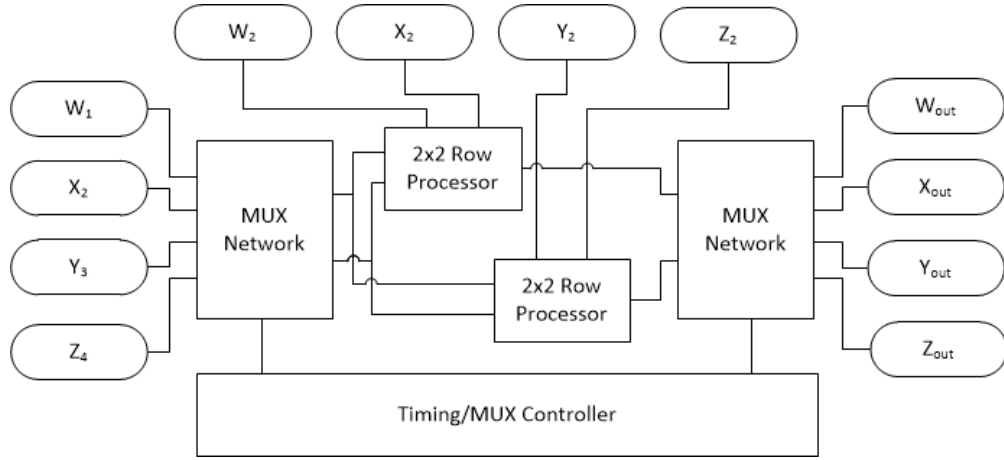 W₂
X₂
Y₂
Z₂
W₁
X₂
Y₃
Z₄
MUX
Network
2x2 Row
Processor
2x2 Row
Processor
MUX
Network
Wout
Xout
Yout
Zout
Timing/MUX Controller